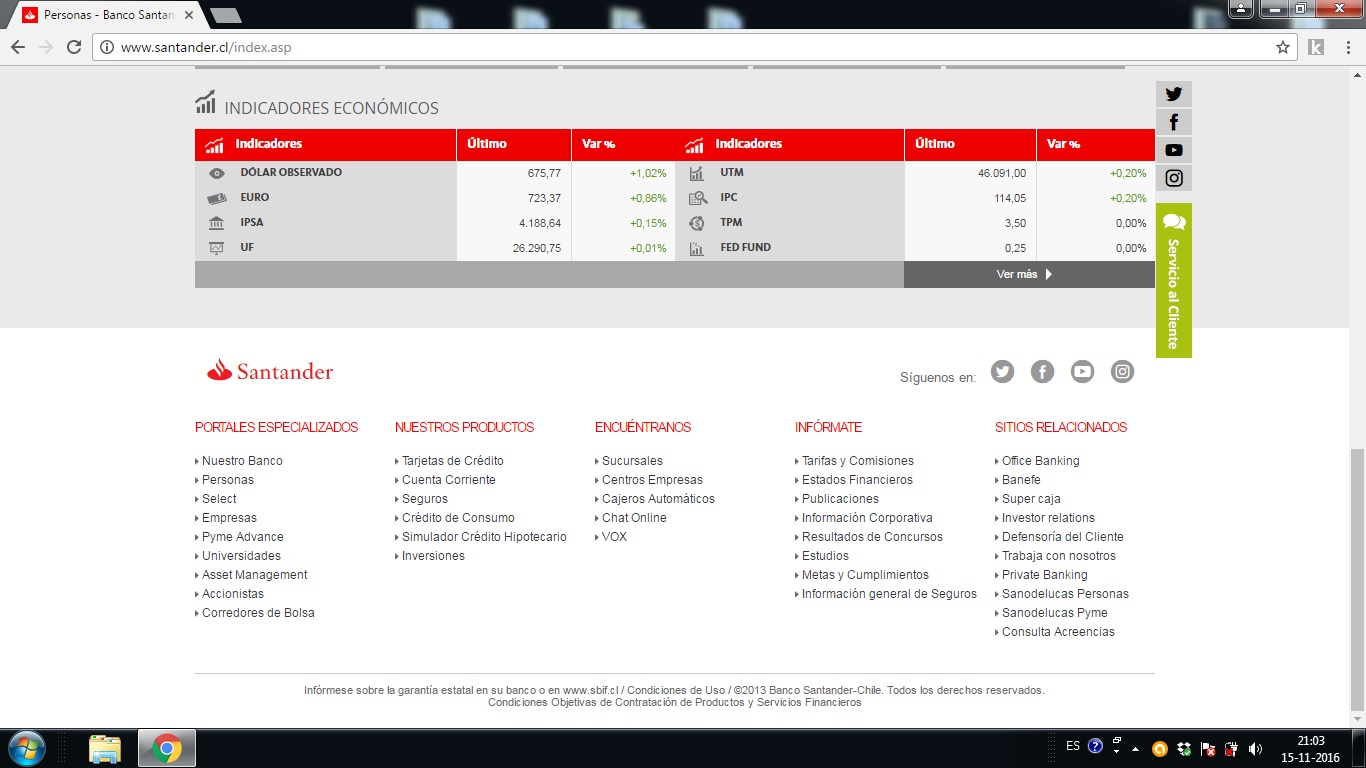 Personas - Banco Santan
www.santander.cl/index.asp
INDICADORES ECONÓMICOS
Indicadores Último Var % Indicadores Último Var %
DÓLAR OBSERVADO 675,77 +1,02% UTM 46.091,00 +0,20%
EURO 723,37 +0,86% IPC 114,05 +0,20%
IPSA 4.188,64 +0,15% TPM 3,50 0,00%
UF 26.290,75 +0,01% FED FUND 0,25 0,00%
Ver más
Servicio al Cliente
Santander
Síguenos en:
PORTALES ESPECIALIZADOS
Nuestro Banco
Personas
Select
Empresas
Pyme Advance
Universidades
Asset Management
Accionistas
Corredores de Bolsa
NUESTROS PRODUCTOS
Tarjetas de Crédito
Cuenta Corriente
Seguros
Crédito de Consumo
Simulador Crédito Hipotecario
Inversiones
ENCUÉNTRANOS
Sucursales
Centros Empresas
Cajeros Automáticos
Chat Online
VOX
INFÓRMATE
Tarifas y Comisiones
Estados Financieros
Publicaciones
Información Corporativa
Resultados de Concursos
Estudios
Metas y Cumplimientos
Información general de Seguros
SITIOS RELACIONADOS
Office Banking
Banefe
Super caja
Investor relations
Defensoría del Cliente
Trabaja con nosotros
Private Banking
Sanodelucas Personas
Sanodelucas Pyme
Consulta Acreencias
Infórmese sobre la garantía estatal en su banco o en www.sbif.cl / Condiciones de Uso / ©2013 Banco Santander-Chile. Todos los derechos reservados.
Condiciones Objetivas de Contratación de Productos y Servicios Financieros
ES
21:03
15-11-2016